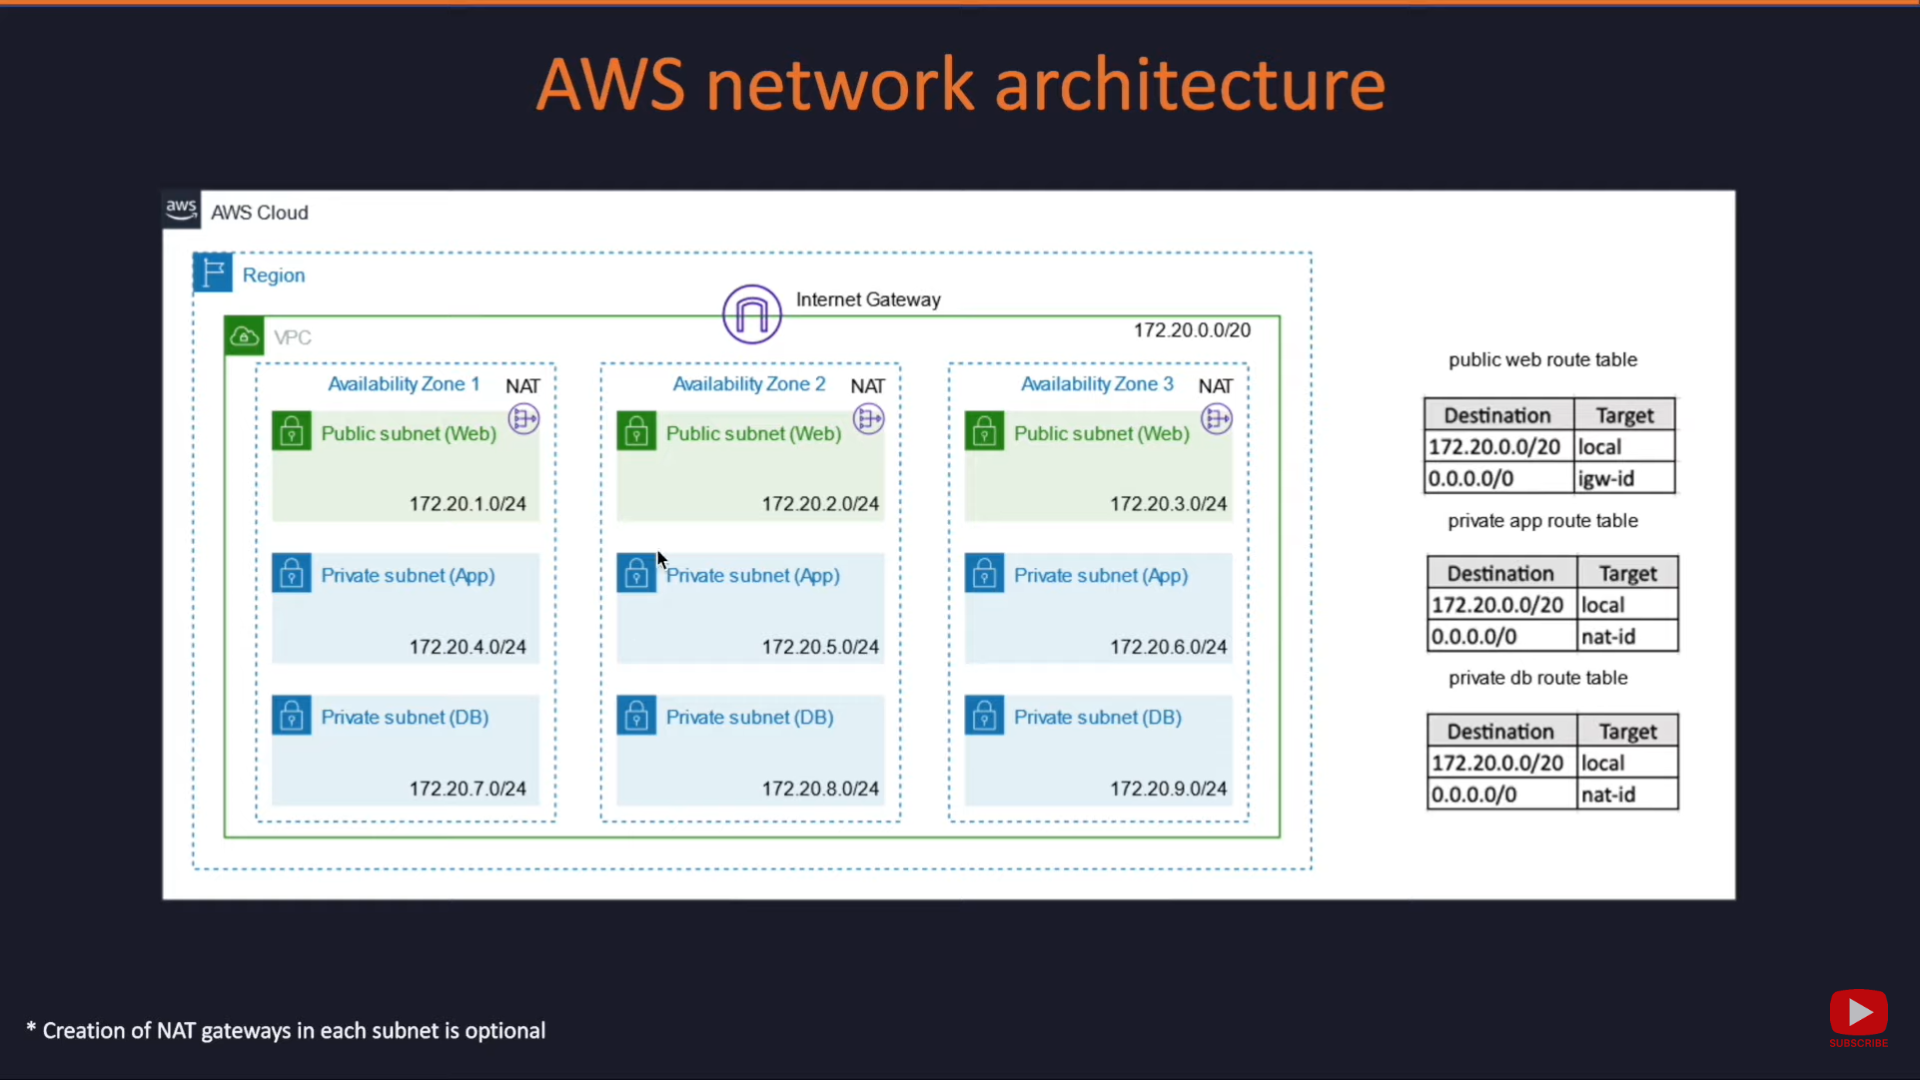 AWS network architecture
aws
AWS Cloud
Region
Internet Gateway
VPC
172.20.0.0/20
Availability Zone 1
NAT
Public subnet (Web)
172.20.1.0/24
Private subnet (App)
172.20.4.0/24
Private subnet (DB)
172.20.7.0/24
Availability Zone 2
NAT
Public subnet (Web)
172.20.2.0/24
Private subnet (App)
172.20.5.0/24
Private subnet (DB)
172.20.8.0/24
Availability Zone 3
NAT
Public subnet (Web)
172.20.3.0/24
Private subnet (App)
172.20.6.0/24
Private subnet (DB)
172.20.9.0/24
public web route table
Destination Target
172.20.0.0/20 local
0.0.0.0/0 igw-id
private app route table
Destination Target
172.20.0.0/20 local
0.0.0.0/0 nat-id
private db route table
Destination Target
172.20.0.0/20 local
0.0.0.0/0 nat-id
* Creation of NAT gateways in each subnet is optional
SUBSCRIBE